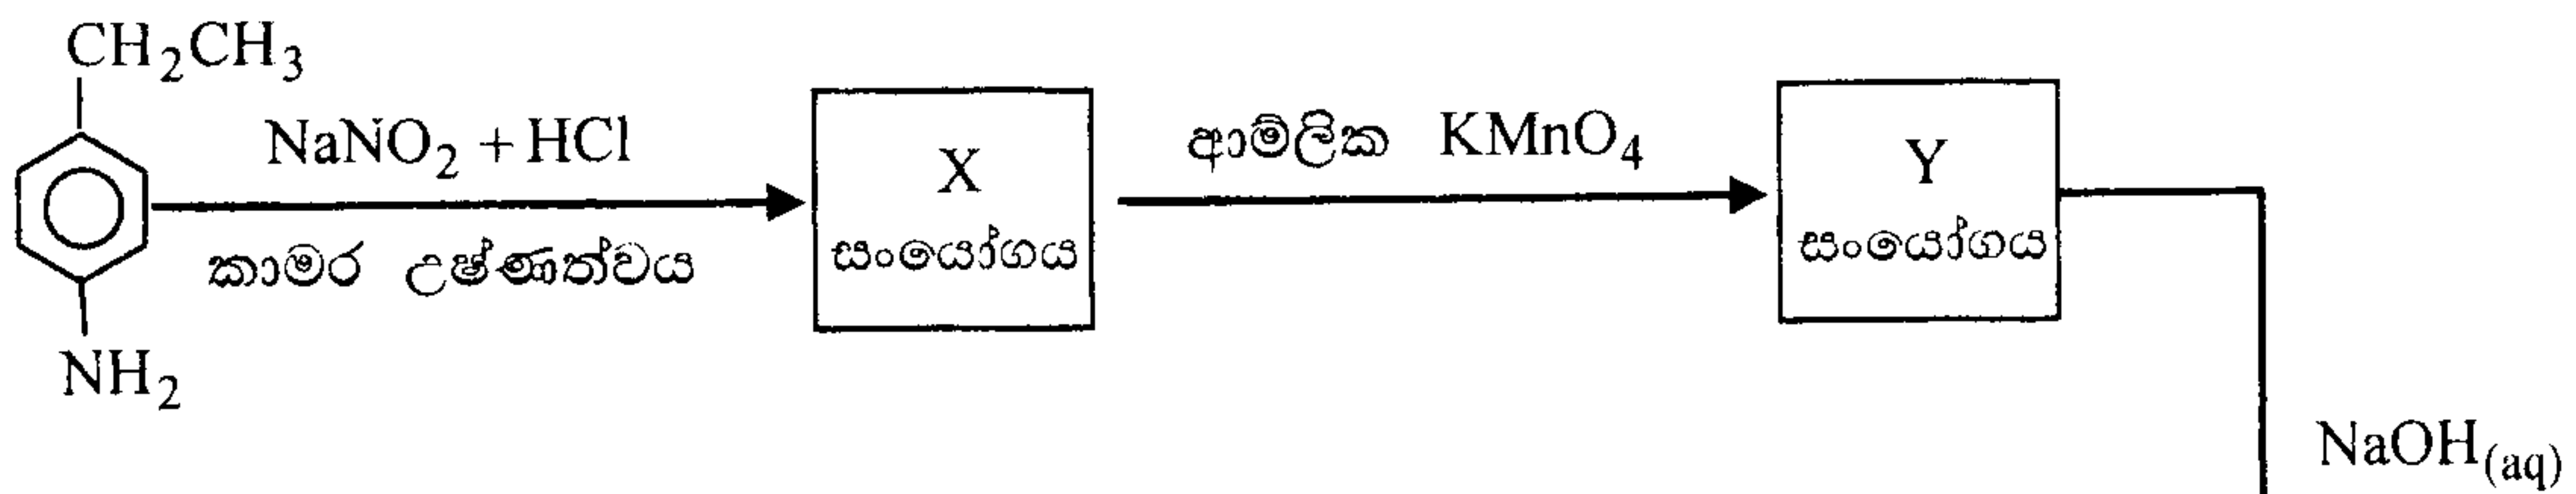 CH₂CH₃
NaNO₂ + HCl
කාමර උෂ්ණත්වය
NH₂
X
සංයෝගය
ආම්ලික KMnO₄
Y
සංයෝගය
NaOH₍aq₎